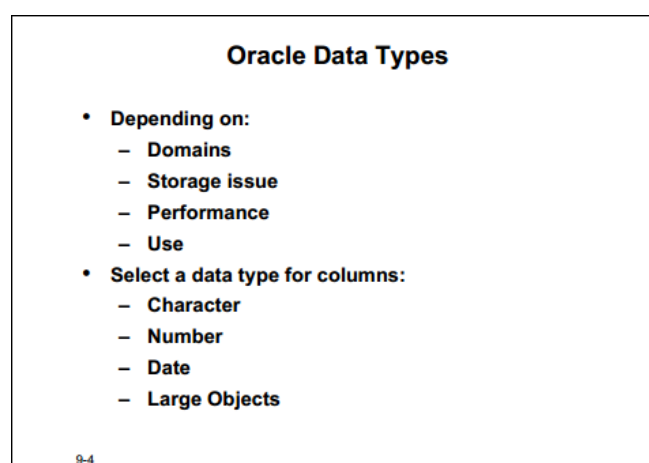 Oracle Data Types
• Depending on:
– Domains
– Storage issue
– Performance
– Use
• Select a data type for columns:
– Character
– Number
– Date
– Large Objects
9-4